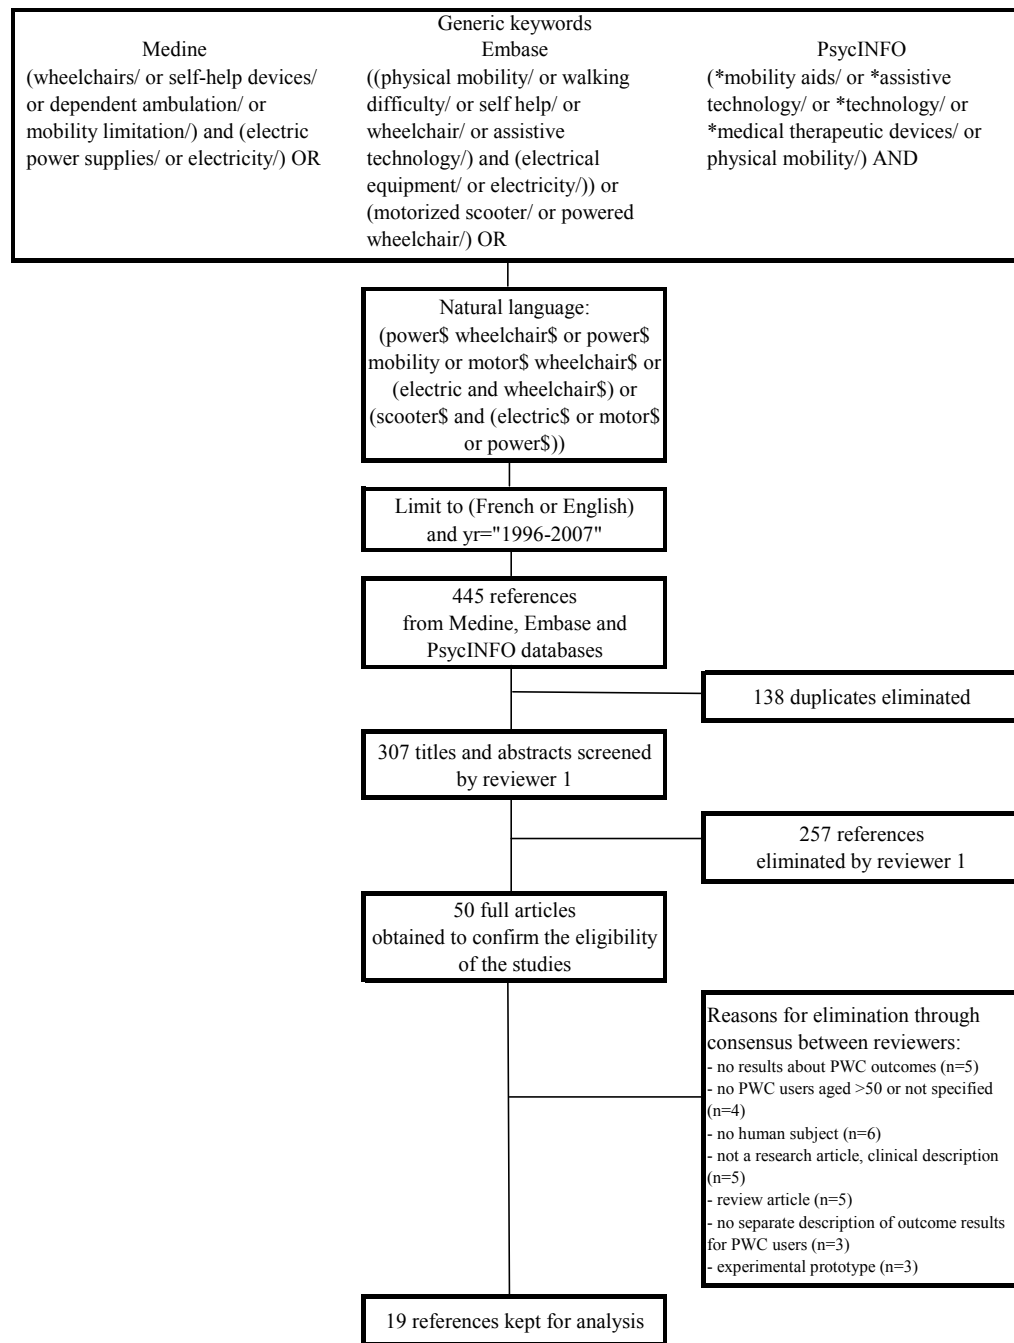 Generic keywords
Medine
(wheelchairs/ or self-help devices/
or dependent ambulation/ or
mobility limitation/) and (electric
power supplies/ or electricity/) OR
Embase
((physical mobility/ or walking
difficulty/ or self help/ or
wheelchair/ or assistive
technology/) and (electrical
equipment/ or electricity/)) or
(motorized scooter/ or powered
wheelchair/) OR
PsycINFO
(*mobility aids/ or *assistive
technology/ or *technology/ or
*medical therapeutic devices/ or
physical mobility/) AND
Natural language:
(power$ wheelchair$ or power$
mobility or motor$ wheelchair$ or
(electric and wheelchair$) or
(scooter$ and (electric$ or motor$
or power$))
Limit to (French or English)
and yr="1996-2007"
445 references
from Medine, Embase and
PsycINFO databases
138 duplicates eliminated
307 titles and abstracts screened
by reviewer 1
257 references
eliminated by reviewer 1
50 full articles
obtained to confirm the eligibility
of the studies
Reasons for elimination through
consensus between reviewers:
- no results about PWC outcomes (n=5)
- no PWC users aged >50 or not specified
(n=4)
- no human subject (n=6)
- not a research article, clinical description
(n=5)
- review article (n=5)
- no separate description of outcome results
for PWC users (n=3)
- experimental prototype (n=3)
19 references kept for analysis